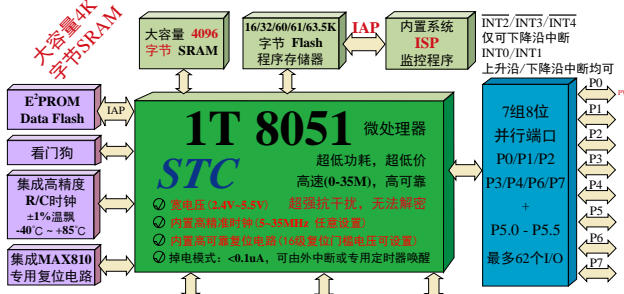 大容量4K
字节SRAM
大容量 4096
字节 SRAM
16/32/60/61/63.5K
字节 Flash
程序存储器
IAP
内置系统
ISP
监控程序
INT2/INT3/INT4
仅可下降沿中断
INT0/INT1
上升沿/下降沿中断均可
E²PROM
Data Flash
IAP
看门狗
集成高精度
R/C时钟
±1%温飘
-40℃ ~ +85℃
集成MAX810
专用复位电路
1T 8051 微处理器
STC
超低功耗，超低价
高速(0-35M)，高可靠
宽电压(2.4V~5.5V) 超强抗干扰，无法解密
内置高精准时钟(5~35MHz 任意设置)
内置高可靠复位电路(16级复位门槛电压可设置)
掉电模式：<0.1uA，可由外中断或专用定时器唤醒
7组8位
并行端口
P0/P1/P2
P3/P4/P6/P7
+
P5.0 - P5.5
最多62个I/O
P0
P1
P2
P3
P4
P5
P6
P7